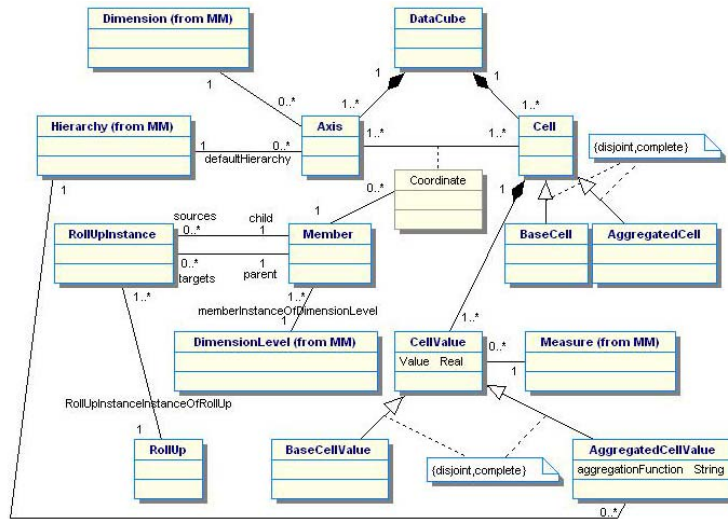 Dimension (from MM)
DataCube
1
0..*
1
1
1..*
1..*
Hierarchy (from MM)
Axis
Cell
1
0..*
defaultHierarchy
1..*
1..*
{disjoint,complete}
1
0..*
Coordinate
1
1
sources
child
0..*
1
RollUpInstance
Member
BaseCell
AggregatedCell
0..*
1
targets
parent
1..*
1..*
memberInstanceOfDimensionLevel
1
1..*
DimensionLevel (from MM)
CellValue
Value Real
0..*
1
Measure (from MM)
RollUpInstanceInstanceOfRollUp
1
RollUp
BaseCellValue
{disjoint,complete}
AggregatedCellValue
aggregationFunction String
0..*